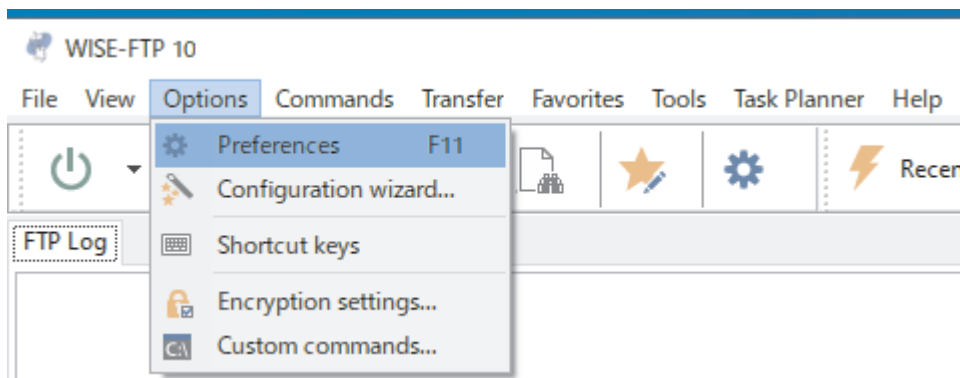 WISE-FTP 10
File View Options Commands Transfer Favorites Tools Task Planner Help
Preferences F11
Recen
Configuration wizard...
FTP Log
Shortcut keys
Encryption settings...
Custom commands...